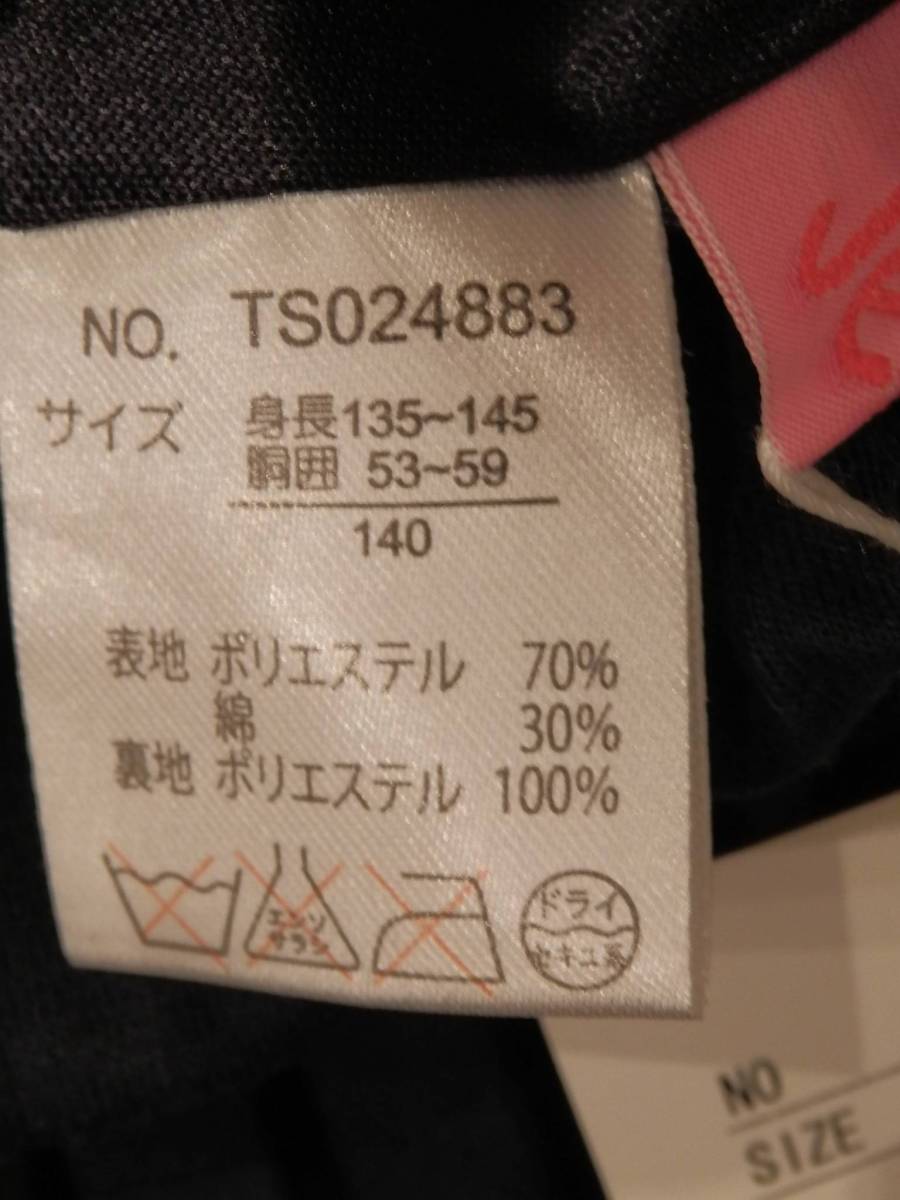 NO. TS024883
サイズ 身長135~145
胴囲 53~59
140
表地 ポリエステル 70%
綿 30%
裏地 ポリエステル 100%
エンソ
サラシ
ドライ
セキユ系
NO
SIZE